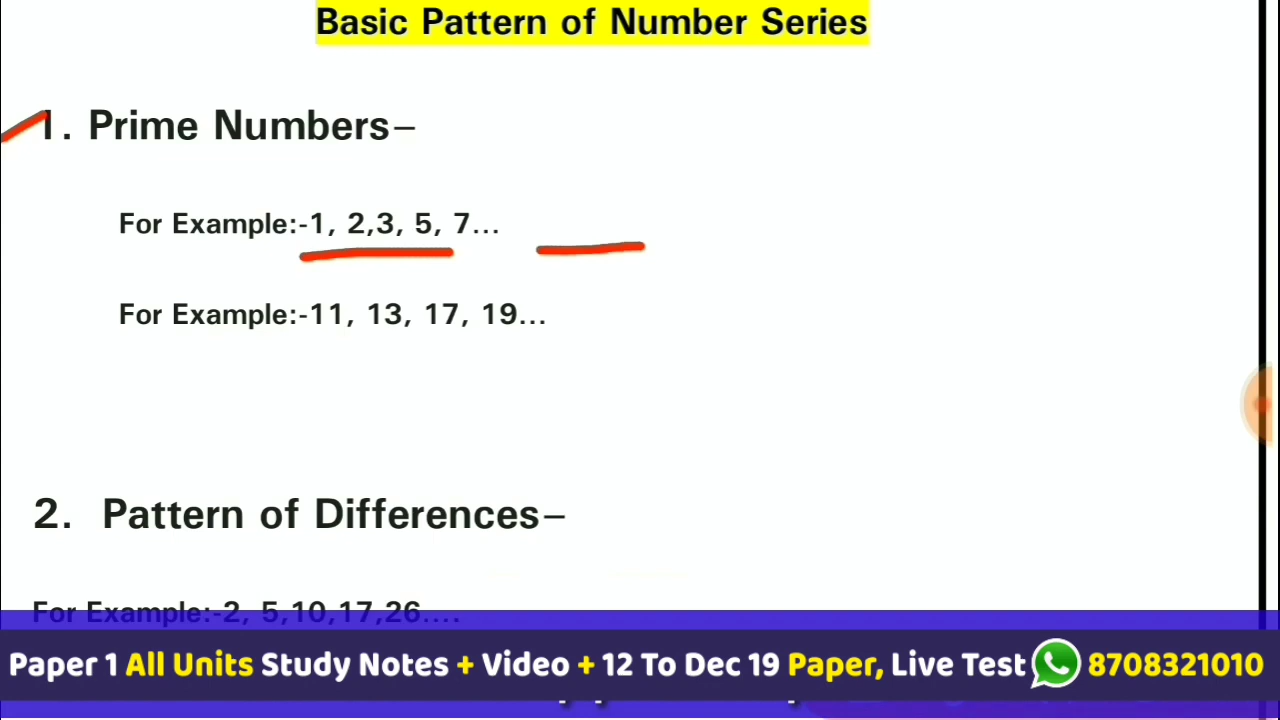 Basic Pattern of Number Series
1. Prime Numbers–
For Example:-1, 2,3, 5, 7...
For Example:-11, 13, 17, 19...
2. Pattern of Differences–
For Example:-2, 5,10,17,26....
Paper 1 All Units Study Notes + Video + 12 To Dec 19 Paper, Live Test 8708321010